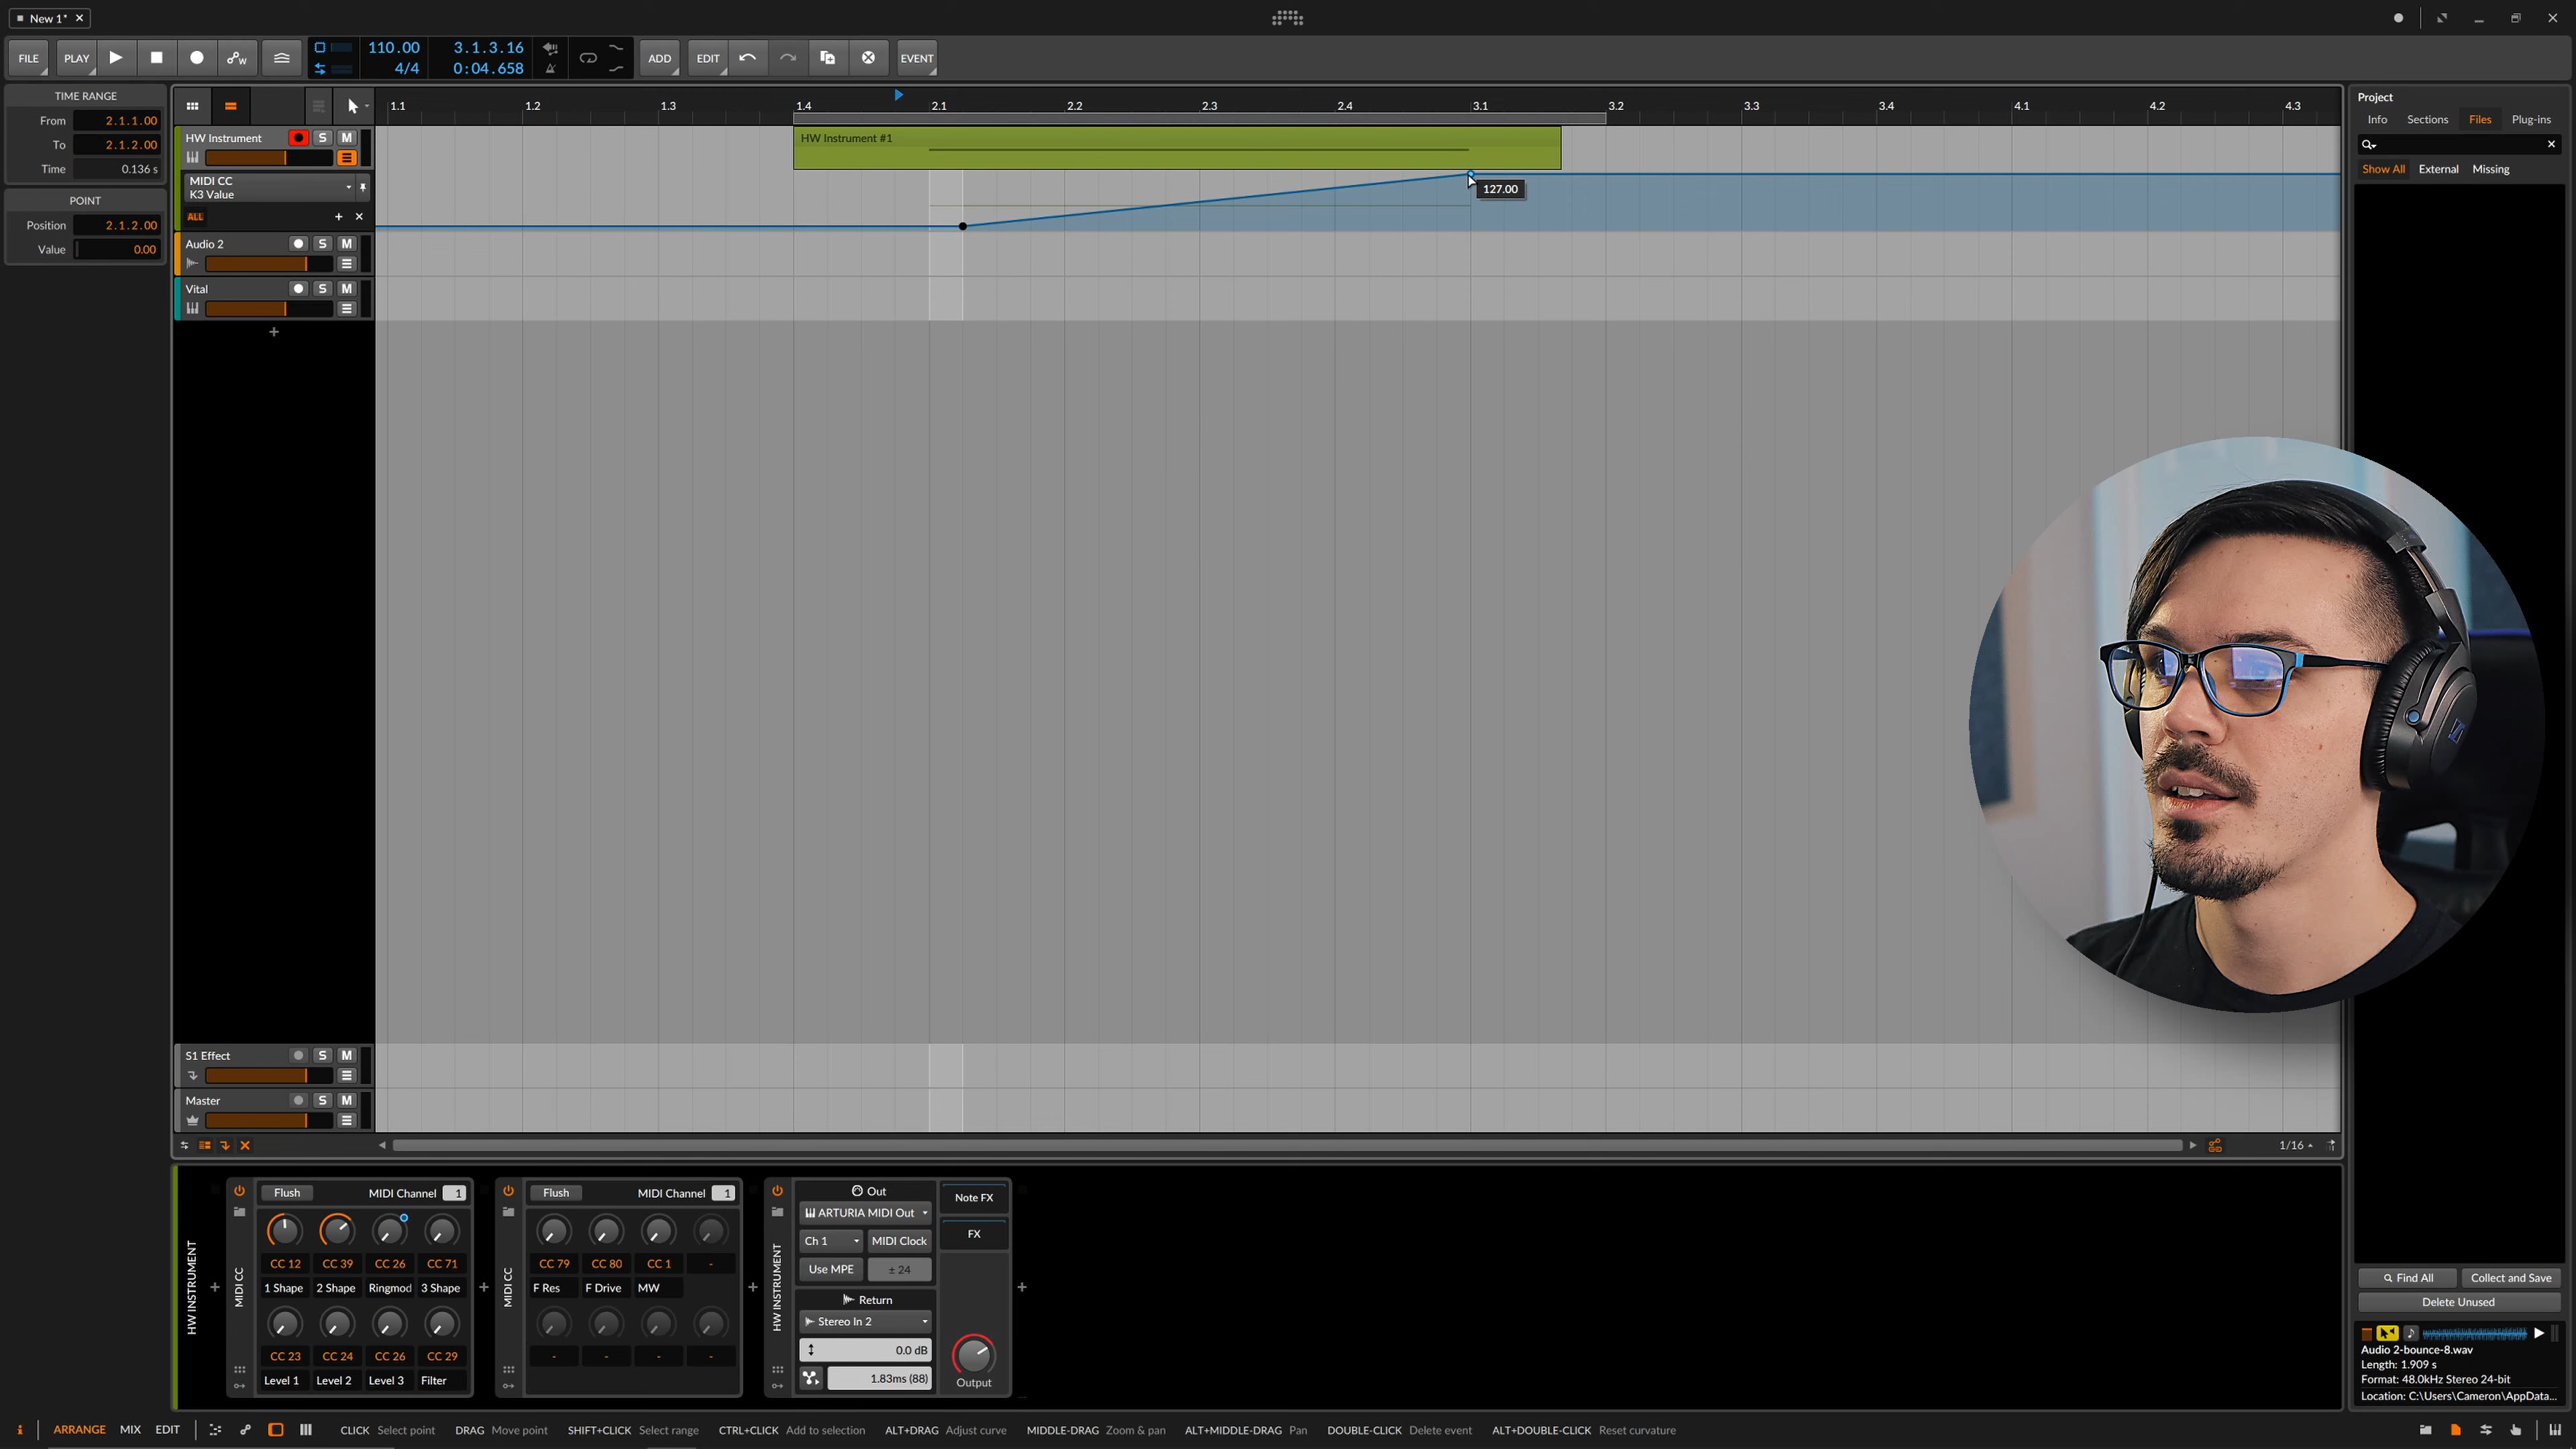 New 1*
FILE
PLAY
110.00
4/4
3.1.3.16
0:04.658
ADD
EDIT
EVENT
TIME RANGE
From 2.1.1.00
To 2.1.2.00
Time 0.136 s
POINT
Position 2.1.2.00
Value 0.00
1.1 1.2 1.3 1.4 2.1 2.2 2.3 2.4 3.1 3.2 3.3 3.4 4.1 4.2 4.3
HW Instrument S M
HW Instrument #1
MIDI CC
K3 Value
127.00
ALL
Audio 2 S M
Vital S M
S1 Effect S M
Master S M
1/16
Project
Info Sections Files Plug-ins
Show All External Missing
Find All Collect and Save
Delete Unused
Audio 2-bounce-8.wav
Length: 1.909 s
Format: 48.0kHz Stereo 24-bit
Location: C:\Users\Cameron\AppData...
HW INSTRUMENT
MIDI CC
Flush MIDI Channel 1
CC 12 CC 39 CC 26 CC 71
1 Shape 2 Shape Ringmod 3 Shape
CC 23 CC 24 CC 26 CC 29
Level 1 Level 2 Level 3 Filter
MIDI CC
Flush MIDI Channel 1
CC 79 CC 80 CC 1 -
F Res F Drive MW
- - - -
HW INSTRUMENT
Out
ARTURIA MIDI Out
Ch 1 MIDI Clock
Use MPE ± 24
Return
Stereo In 2
0.0 dB
1.83ms (88)
Note FX
FX
Output
i ARRANGE MIX EDIT
CLICK Select point DRAG Move point SHIFT+CLICK Select range CTRL+CLICK Add to selection ALT+DRAG Adjust curve MIDDLE-DRAG Zoom & pan ALT+MIDDLE-DRAG Pan DOUBLE-CLICK Delete event ALT+DOUBLE-CLICK Reset curvature